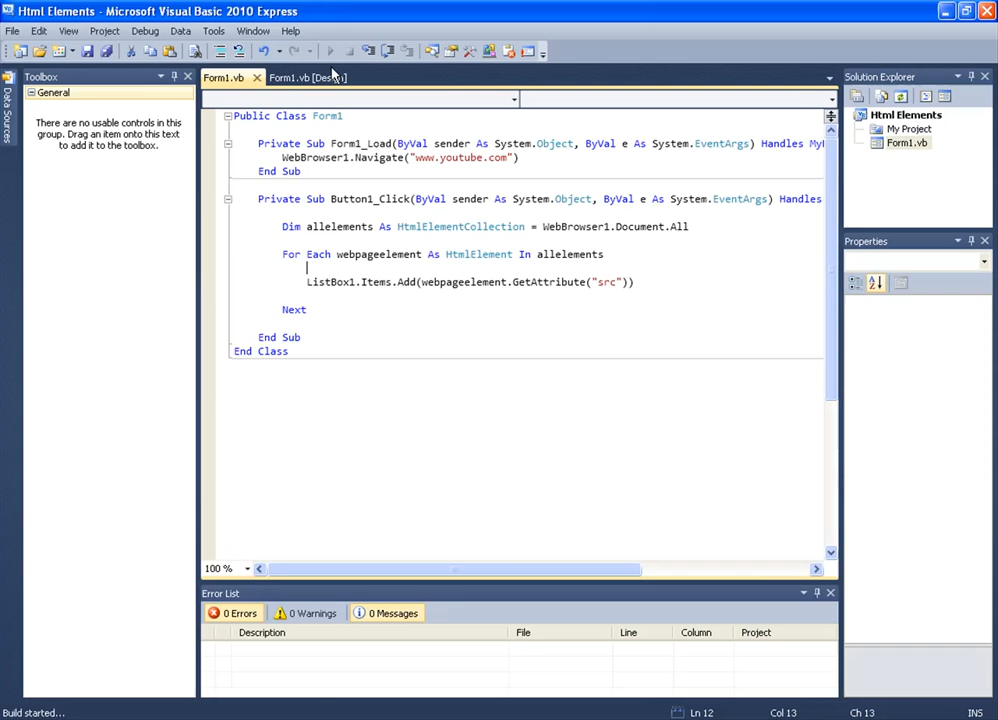 Html Elements - Microsoft Visual Basic 2010 Express
File Edit View Project Debug Data Tools Window Help
Data Sources
Toolbox
General
There are no usable controls in this
group. Drag an item onto this text
to add it to the toolbox.
Form1.vb Form1.vb [Design]
Public Class Form1
Private Sub Form1_Load(ByVal sender As System.Object, ByVal e As System.EventArgs) Handles MyB
WebBrowser1.Navigate("www.youtube.com")
End Sub
Private Sub Button1_Click(ByVal sender As System.Object, ByVal e As System.EventArgs) Handles
Dim allelements As HtmlElementCollection = WebBrowser1.Document.All
For Each webpageelement As HtmlElement In allelements
ListBox1.Items.Add(webpageelement.GetAttribute("src"))
Next
End Sub
End Class
100 %
Error List
0 Errors 0 Warnings 0 Messages
Description File Line Column Project
Solution Explorer
Html Elements
My Project
Form1.vb
Properties
Build started... Ln 12 Col 13 Ch 13 INS